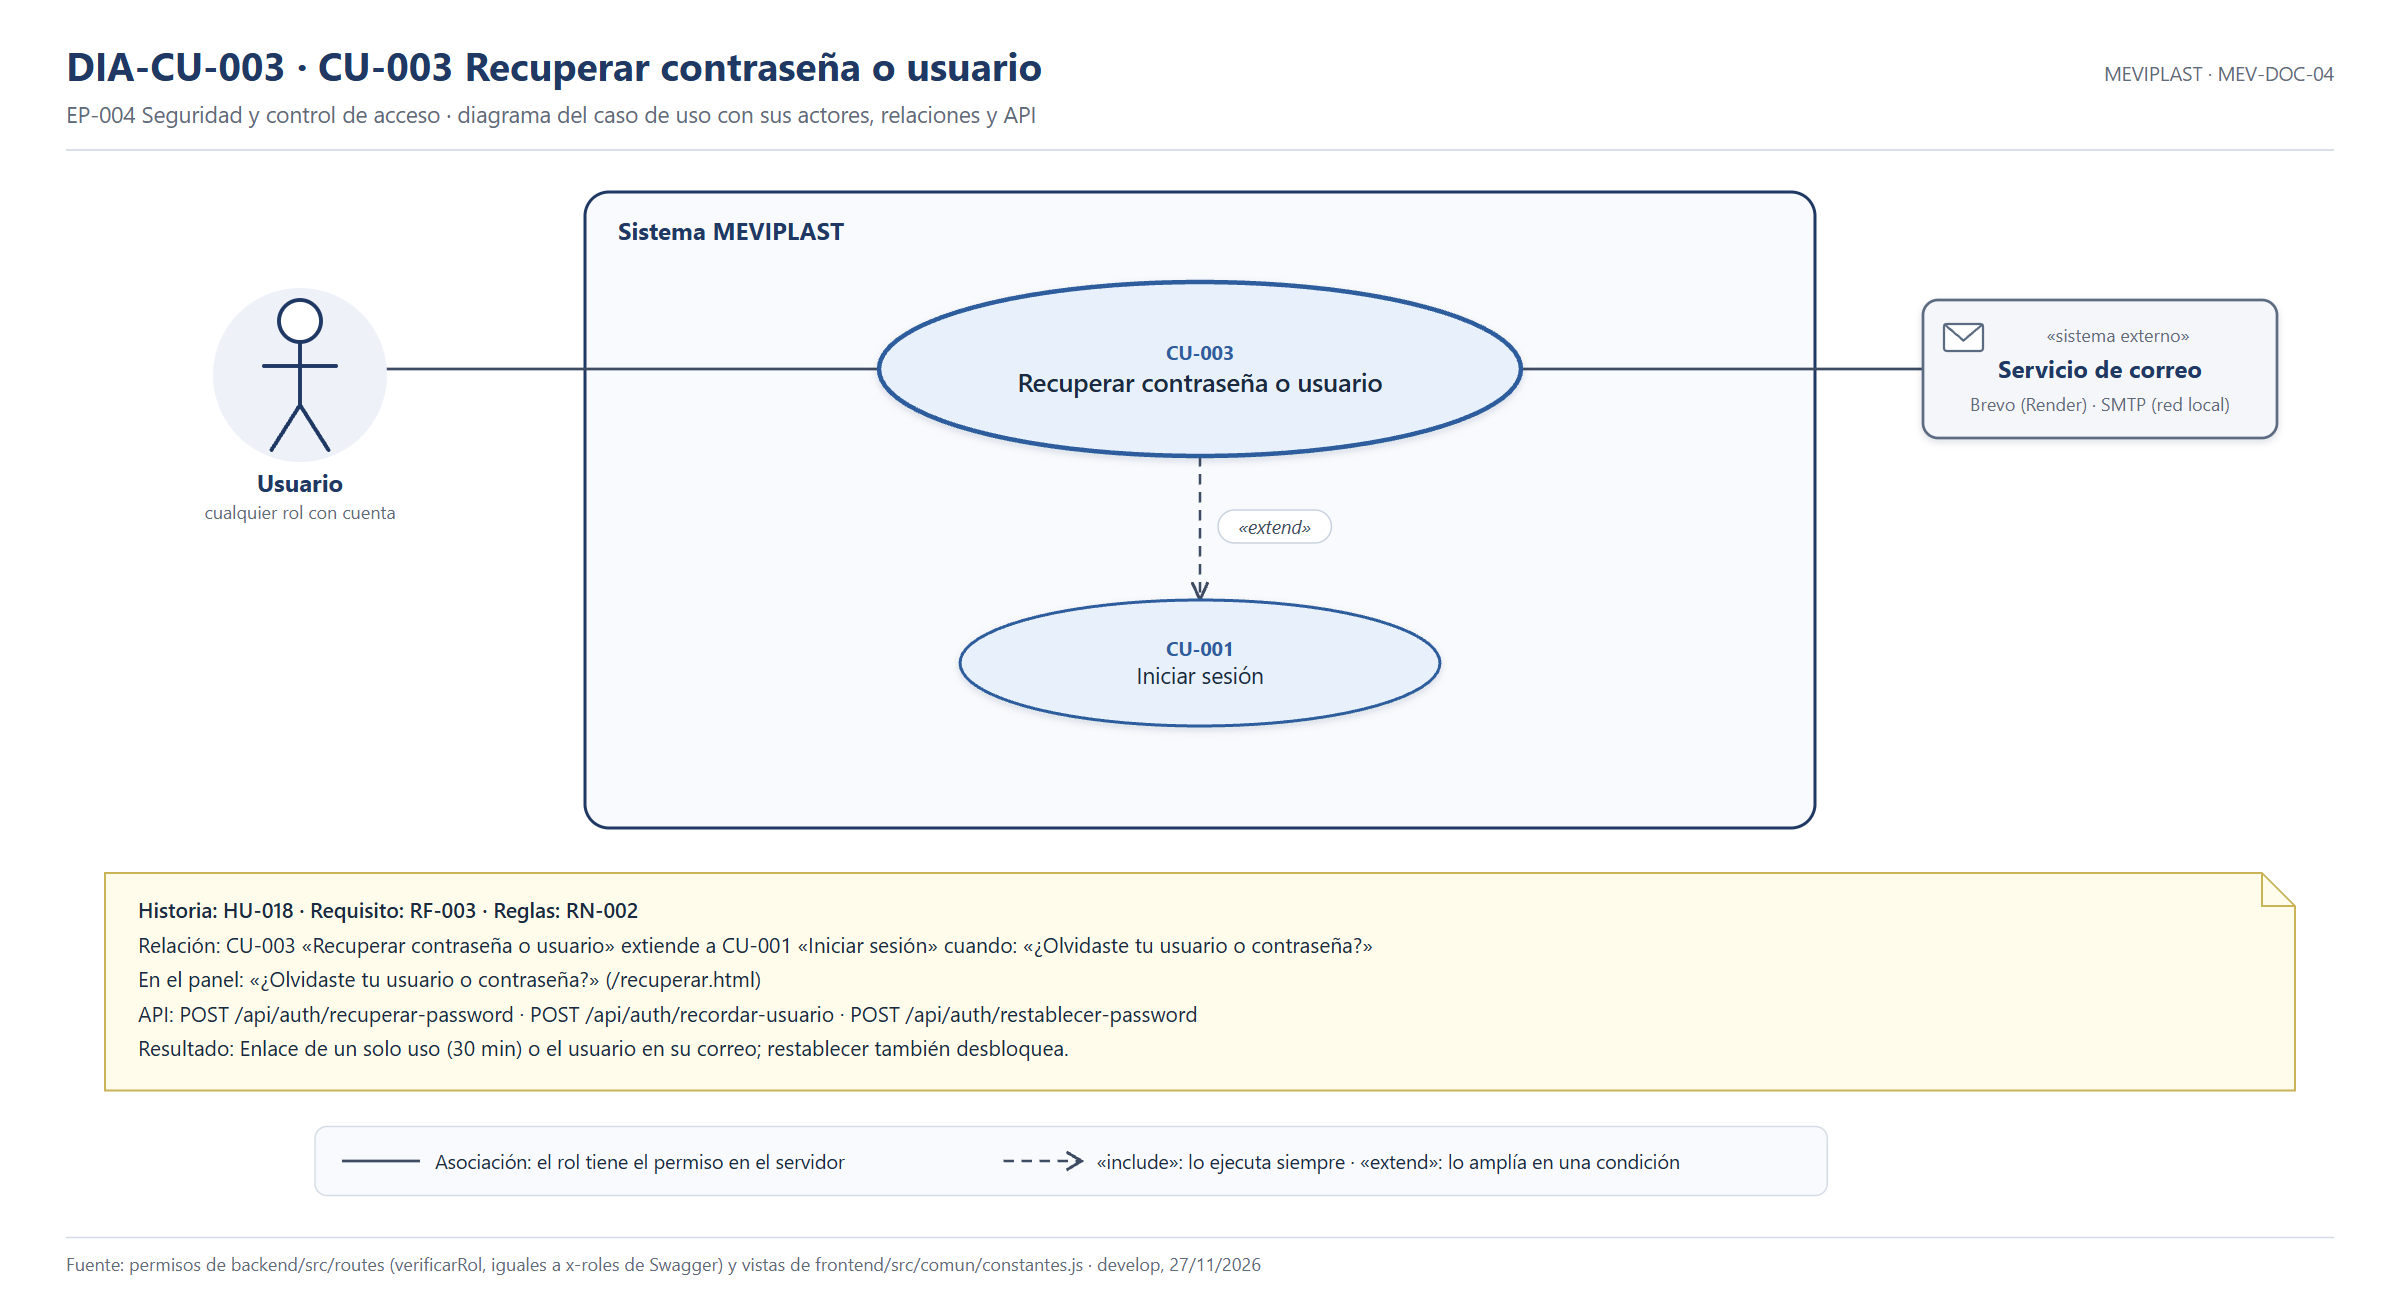 DIA-CU-003 · CU-003 Recuperar contraseña o usuario
MEVIPLAST · MEV-DOC-04
EP-004 Seguridad y control de acceso · diagrama del caso de uso con sus actores, relaciones y API
Sistema MEVIPLAST
CU-003
Recuperar contraseña o usuario
«sistema externo»
Servicio de correo
Brevo (Render) · SMTP (red local)
Usuario
cualquier rol con cuenta
«extend»
CU-001
Iniciar sesión
Historia: HU-018 · Requisito: RF-003 · Reglas: RN-002
Relación: CU-003 «Recuperar contraseña o usuario» extiende a CU-001 «Iniciar sesión» cuando: «¿Olvidaste tu usuario o contraseña?»
En el panel: «¿Olvidaste tu usuario o contraseña?» (/recuperar.html)
API: POST /api/auth/recuperar-password · POST /api/auth/recordar-usuario · POST /api/auth/restablecer-password
Resultado: Enlace de un solo uso (30 min) o el usuario en su correo; restablecer también desbloquea.
Asociación: el rol tiene el permiso en el servidor
«include»: lo ejecuta siempre · «extend»: lo amplía en una condición
Fuente: permisos de backend/src/routes (verificarRol, iguales a x-roles de Swagger) y vistas de frontend/src/comun/constantes.js · develop, 27/11/2026